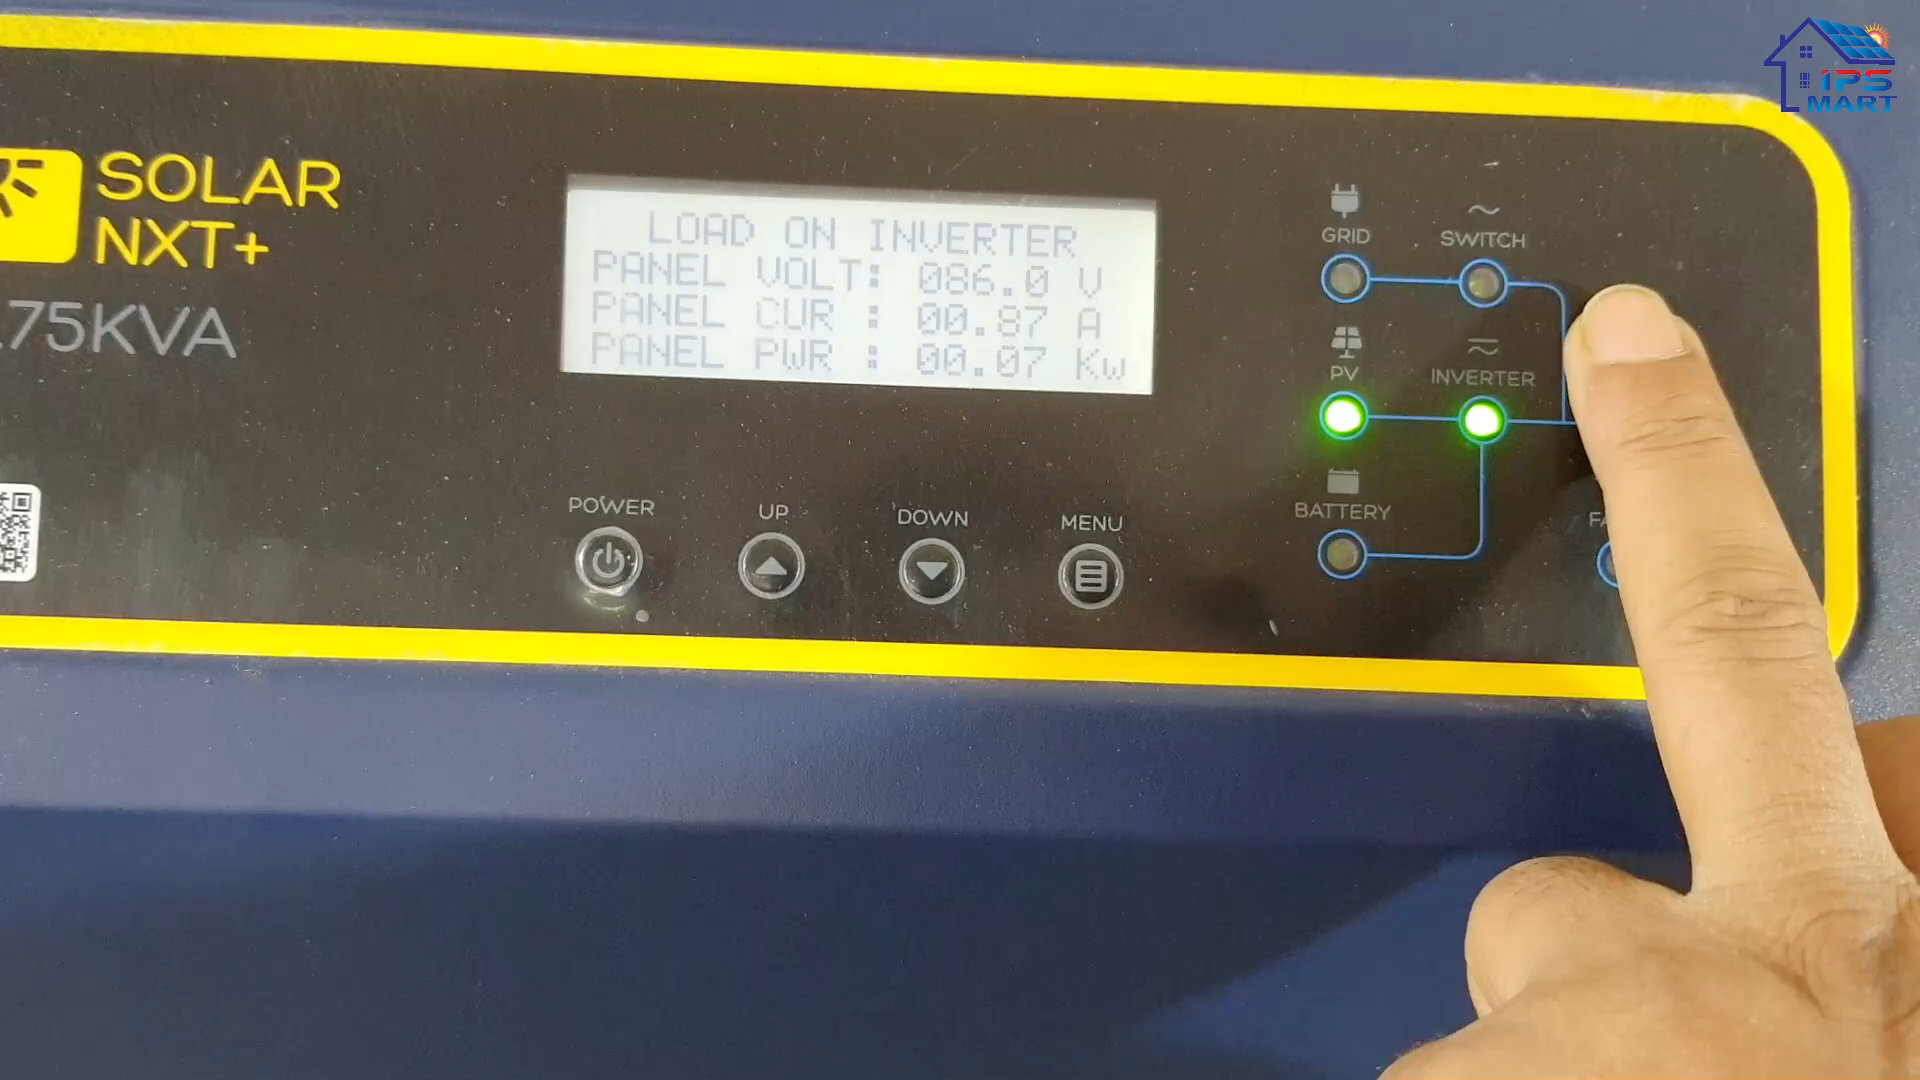 IPS
MART
SOLAR
NXT+
.75KVA
LOAD ON INVERTER
PANEL VOLT: 086.0 V
PANEL CUR : 00.87 A
PANEL PWR : 00.07 Kw
GRID
SWITCH
PV
INVERTER
BATTERY
POWER
UP
DOWN
MENU